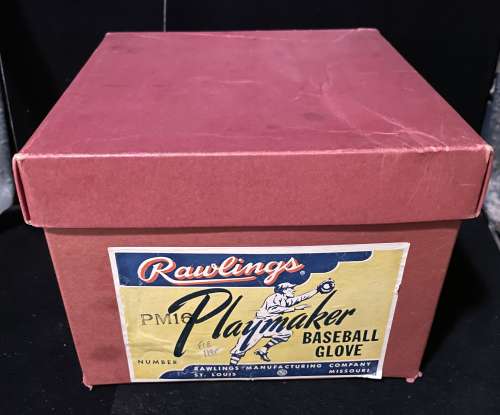 Rawlings
PM16
Playmaker
BASEBALL
GLOVE
NUMBER
RAWLINGS MANUFACTURING COMPANY
ST. LOUIS MISSOURI